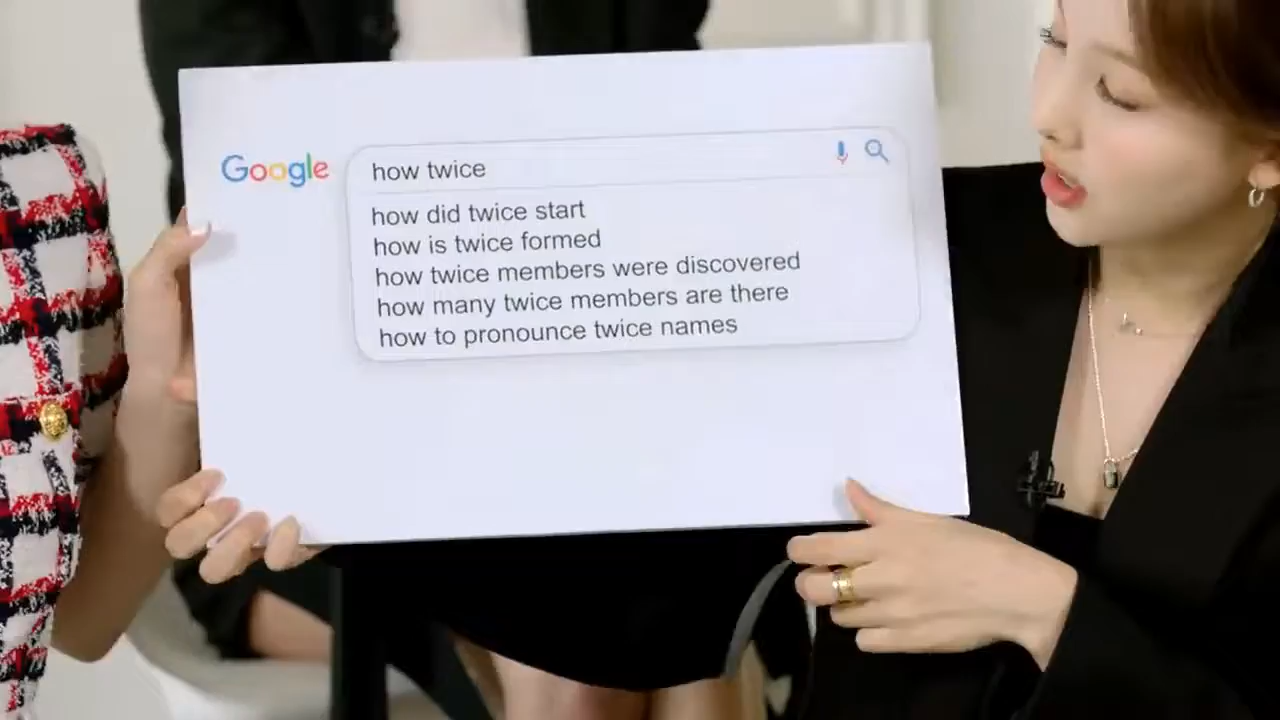 Google how twice
how did twice start
how is twice formed
how twice members were discovered
how many twice members are there
how to pronounce twice names